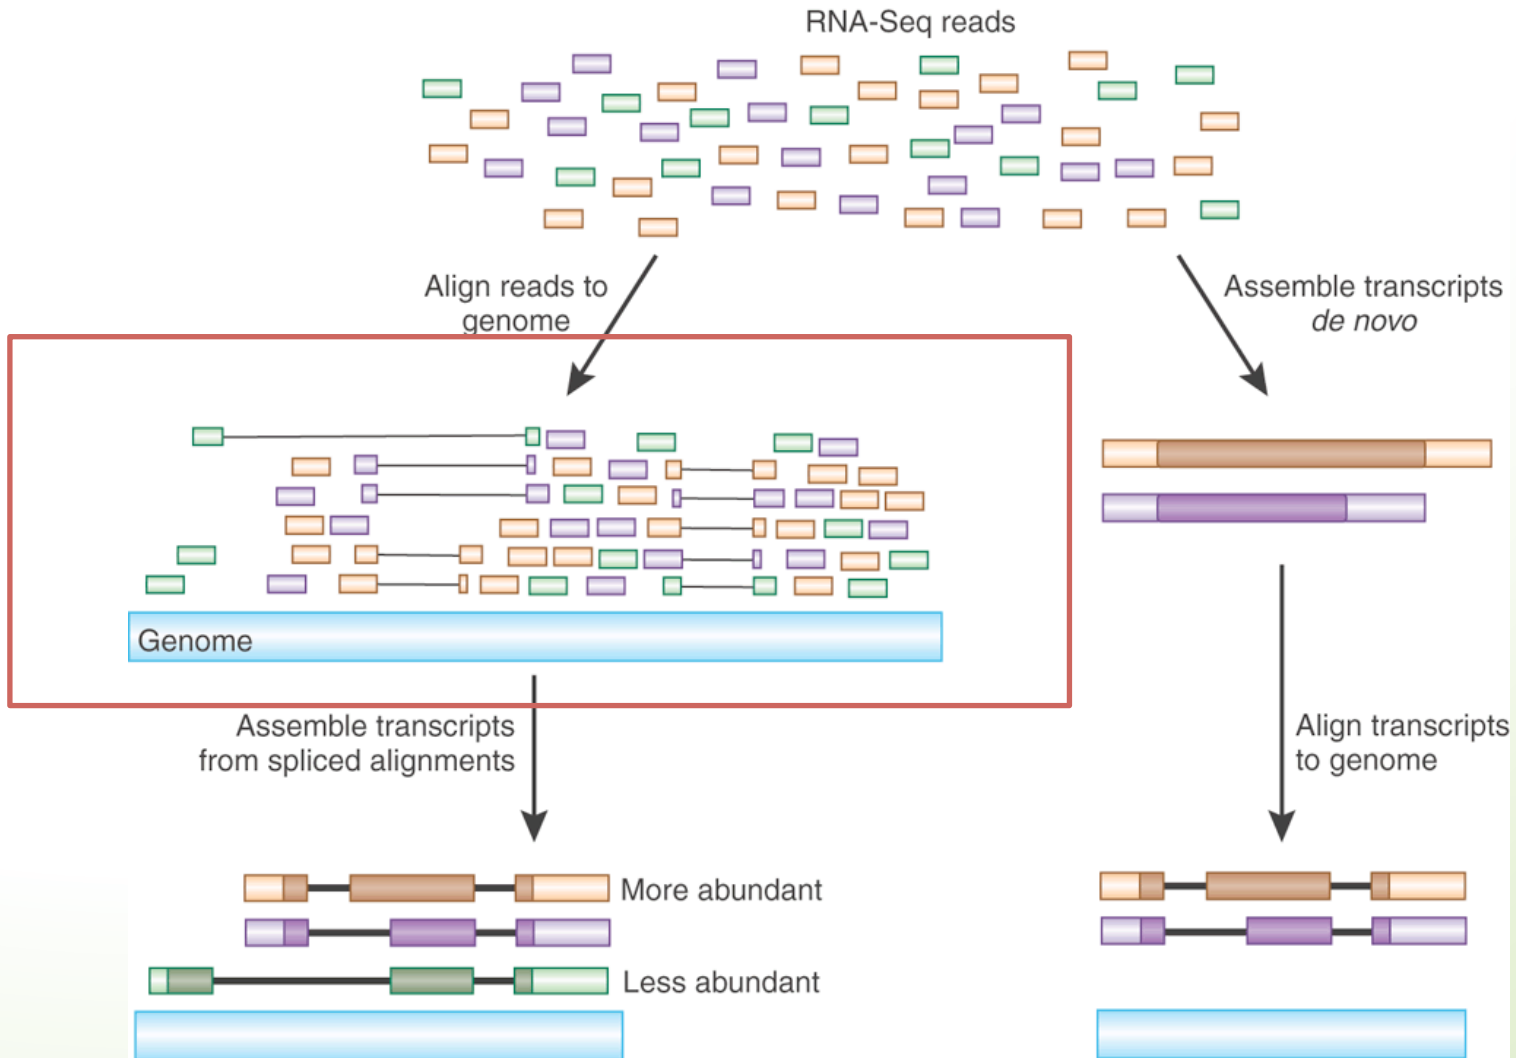 RNA-Seq reads
Align reads to
genome
Assemble transcripts
de novo
Genome
Assemble transcripts
from spliced alignments
Align transcripts
to genome
More abundant
Less abundant